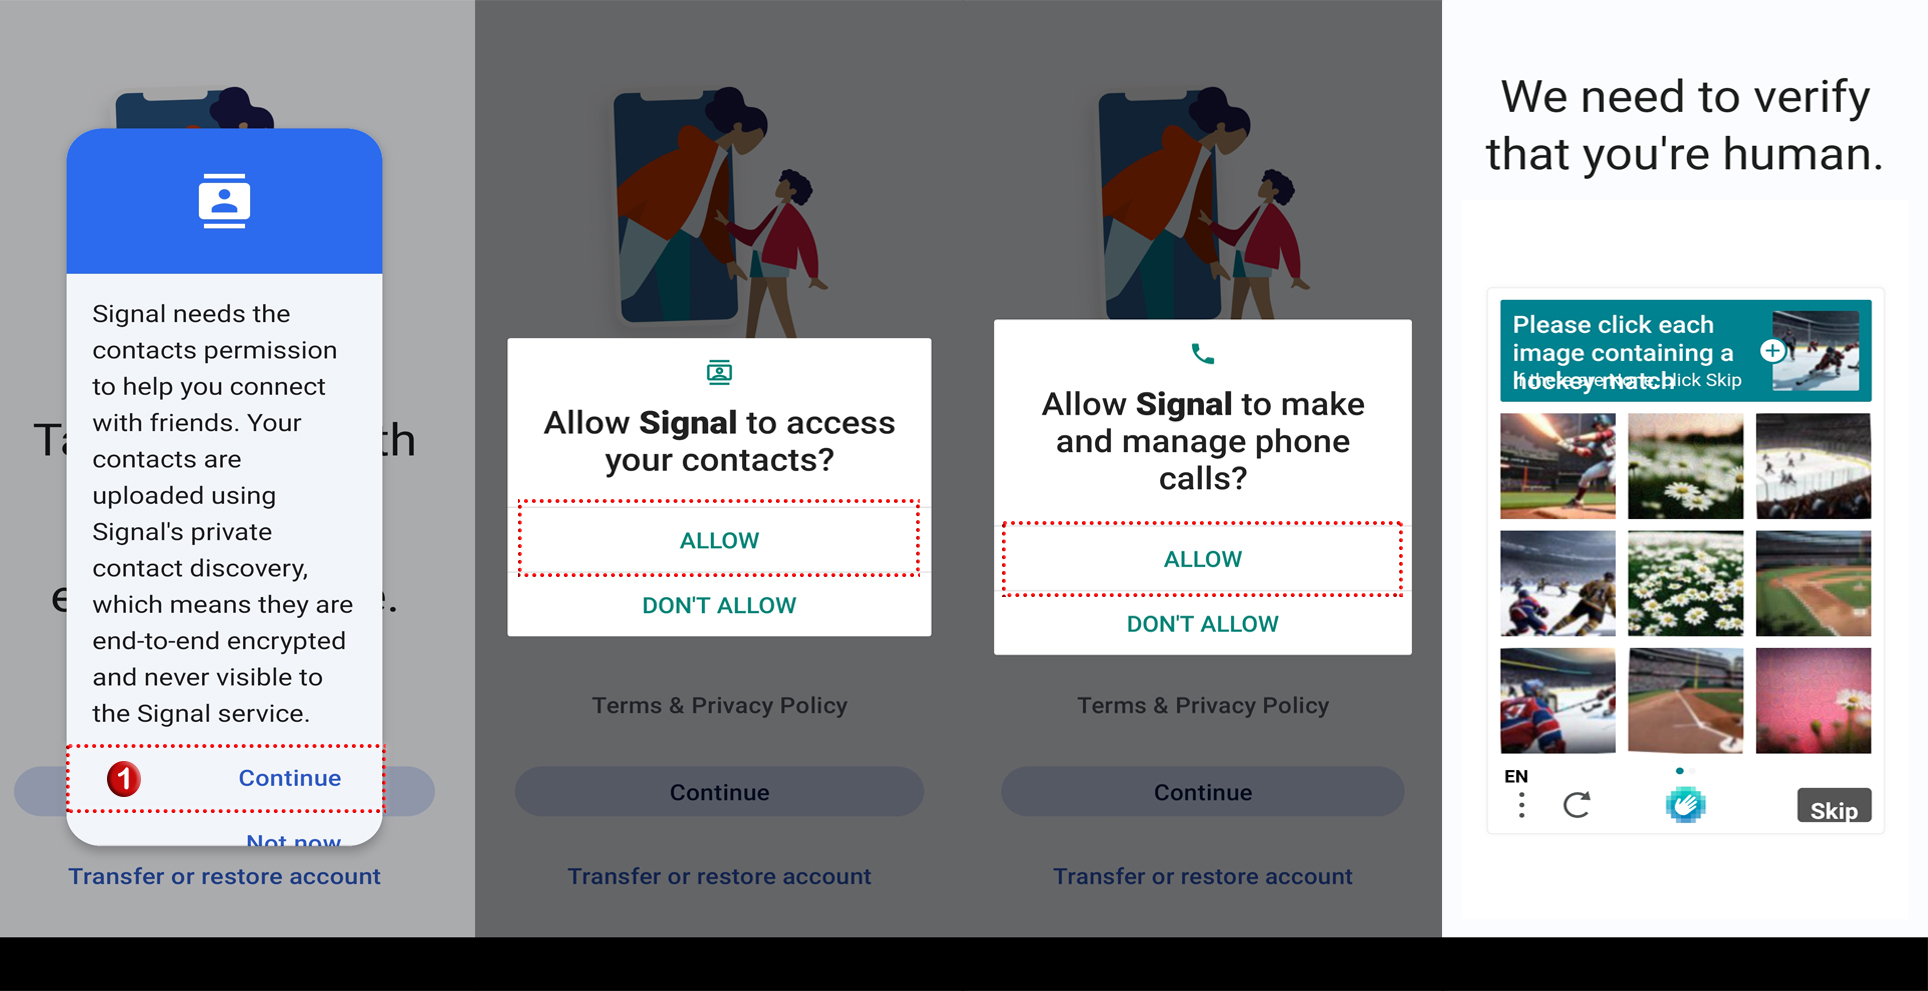 Signal needs the
contacts permission
to help you connect
with friends. Your
contacts are
uploaded using
Signal's private
contact discovery,
which means they are
end-to-end encrypted
and never visible to
the Signal service.
1
Continue
Not now
Transfer or restore account
Allow Signal to access
your contacts?
ALLOW
DON'T ALLOW
Terms & Privacy Policy
Continue
Transfer or restore account
Allow Signal to make
and manage phone
calls?
ALLOW
DON'T ALLOW
Terms & Privacy Policy
Continue
Transfer or restore account
We need to verify
that you're human.
Please click each
image containing a
hockey match
If there are None, click Skip
EN
Skip